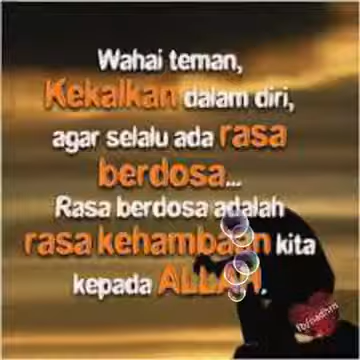 Wahai teman,
Kekalkan dalam diri,
agar selalu ada rasa
berdosa...
Rasa berdosa adalah
rasa kehambaan kita
kepada ALLAH.